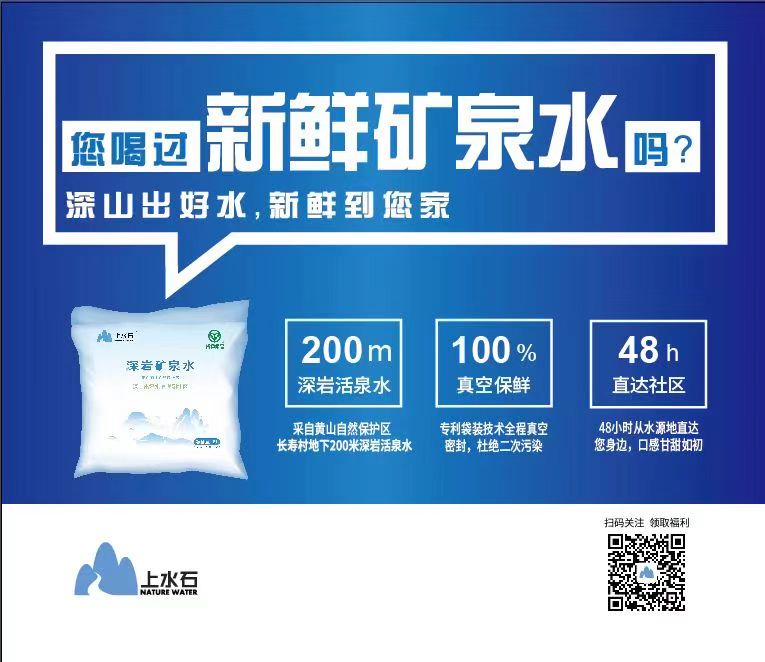 您喝过新鲜矿泉水吗?
深山出好水,新鲜到您家
上水石
深岩矿泉水
200m
深岩活泉水
采自黄山自然保护区
长寿村地下200米深岩活泉水
100%
真空保鲜
专利袋装技术全程真空
密封，杜绝二次污染
48h
直达社区
48小时从水源地直达
您身边，口感甘甜如初
扫码关注 领取福利
上水石
NATURE WATER